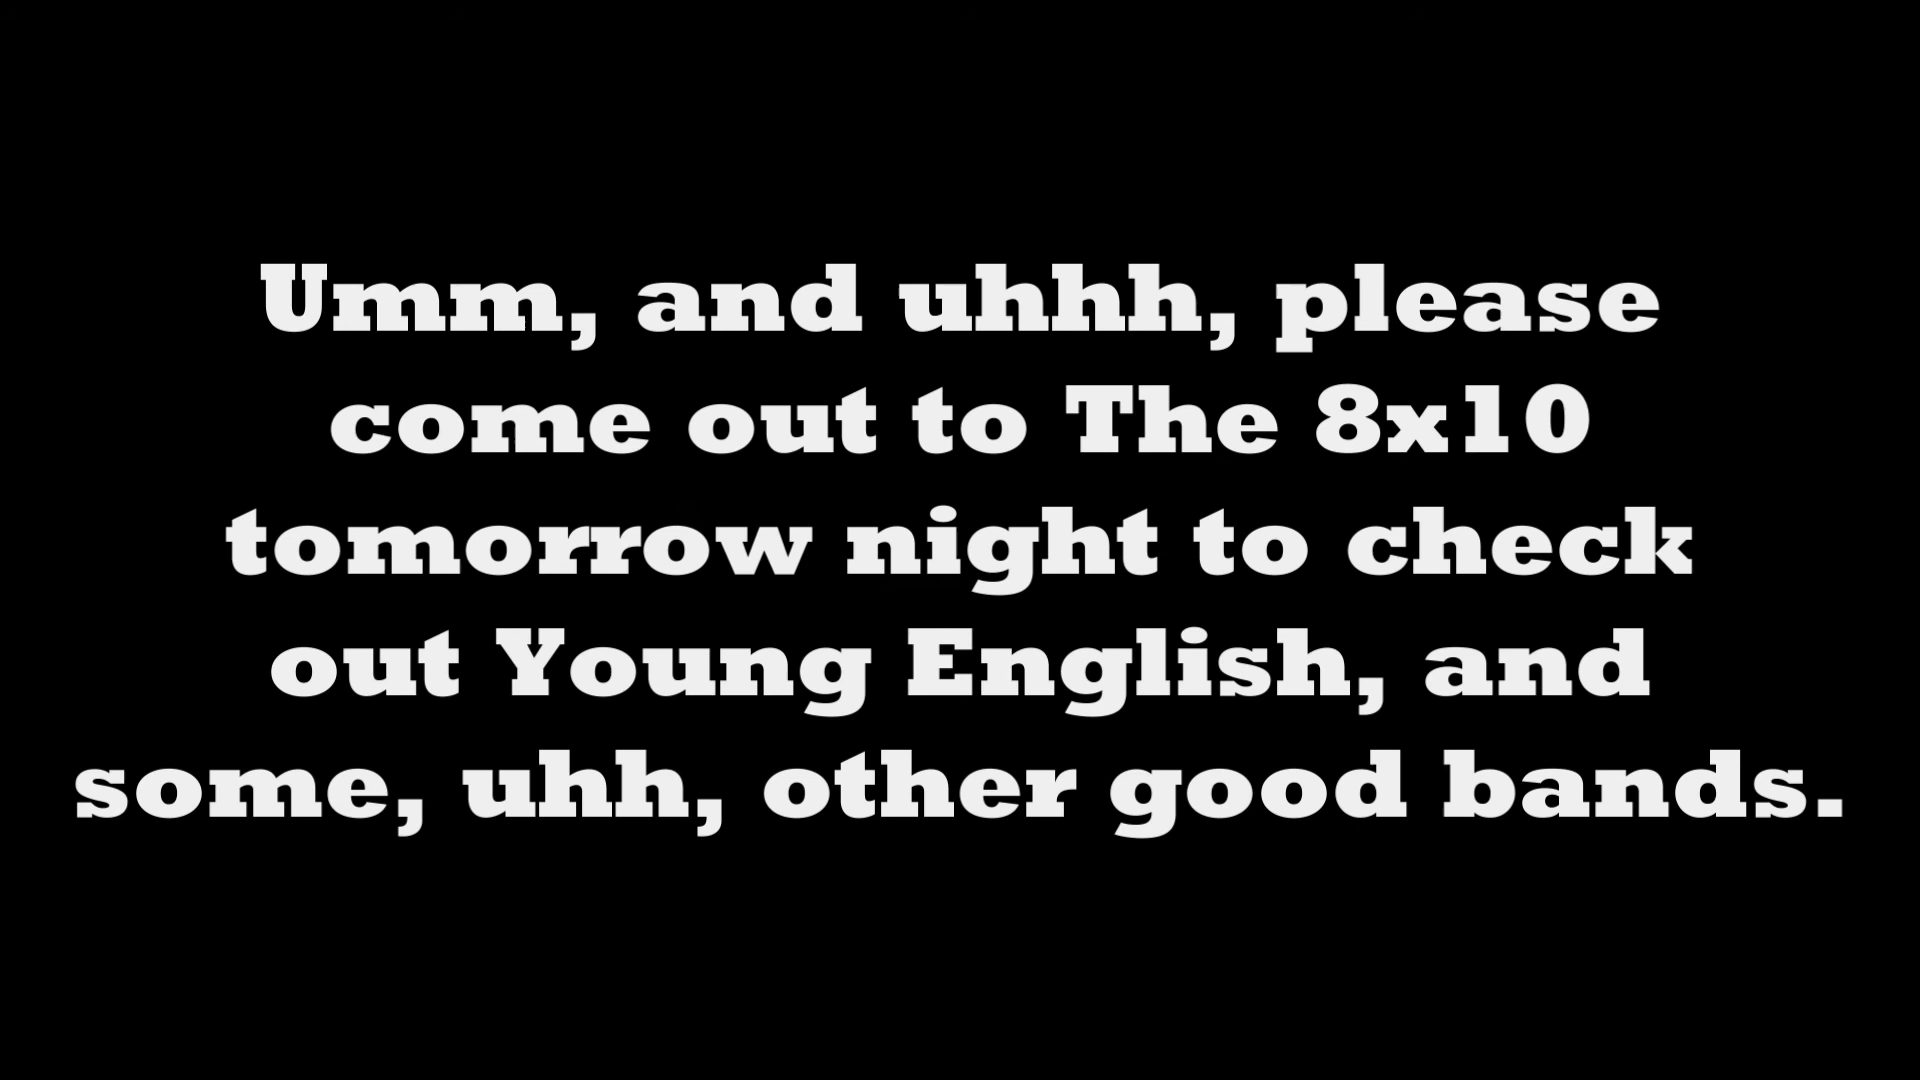 Umm, and uhhh, please
come out to The 8x10
tomorrow night to check
out Young English, and
some, uhh, other good bands.